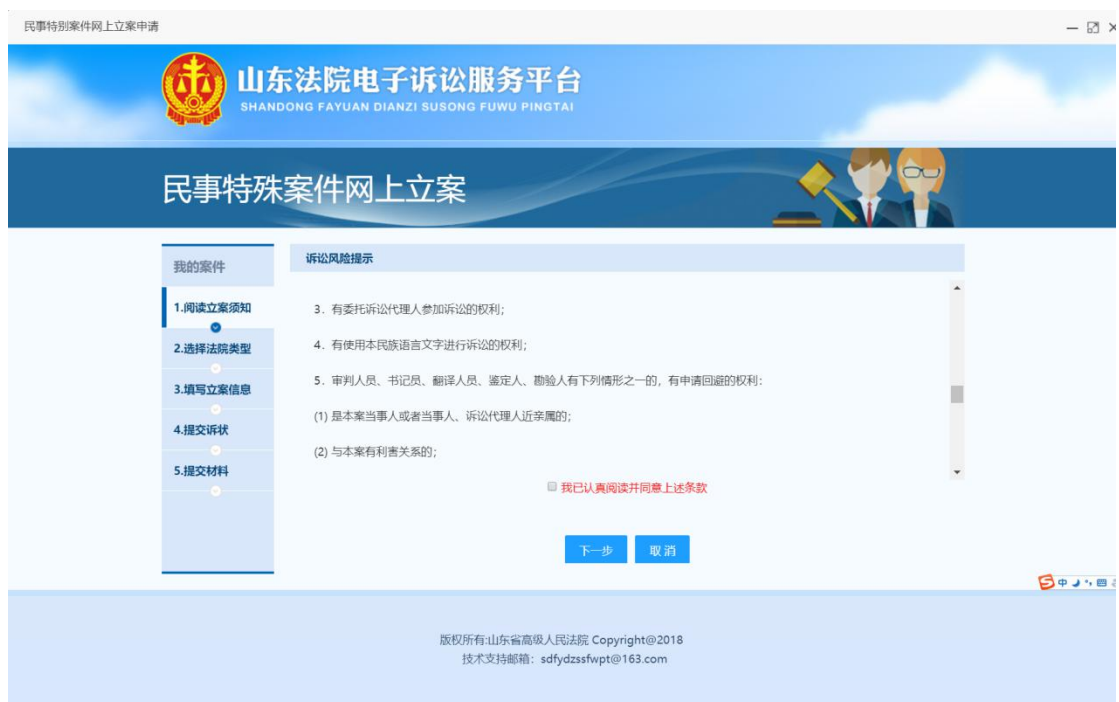 民事特别案件网上立案申请
山东法院电子诉讼服务平台
SHANDONG FAYUAN DIANZI SUSONG FUWU PINGTAI
民事特殊案件网上立案
我的案件
1.阅读立案须知
2.选择法院类型
3.填写立案信息
4.提交诉状
5.提交材料
诉讼风险提示
3．有委托诉讼代理人参加诉讼的权利；
4．有使用本民族语言文字进行诉讼的权利；
5．审判人员、书记员、翻译人员、鉴定人、勘验人有下列情形之一的，有申请回避的权利：
(1) 是本案当事人或者当事人、诉讼代理人近亲属的；
(2) 与本案有利害关系的；
我已认真阅读并同意上述条款
下一步 取 消
中
版权所有:山东省高级人民法院 Copyright@2018
技术支持邮箱：sdfydzssfwpt@163.com